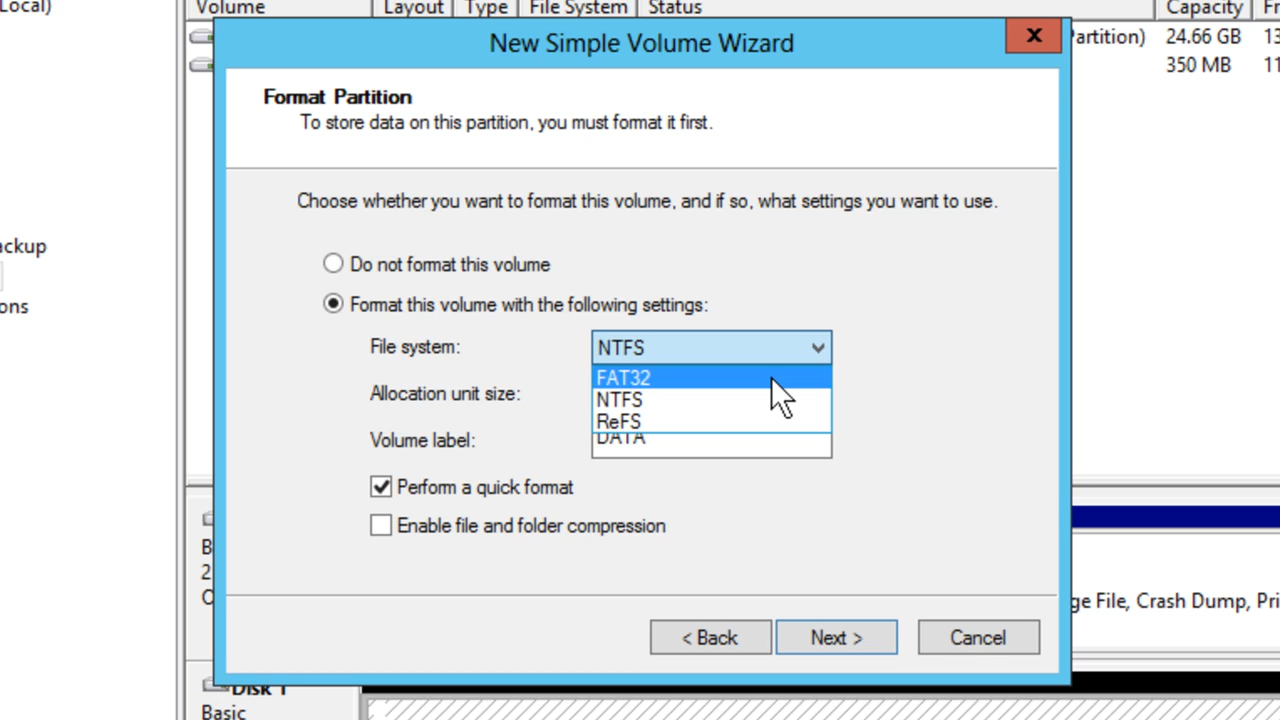 Local)
Volume Layout Type File System Status Capacity
New Simple Volume Wizard
Partition) 24.66 GB 13
350 MB 11
Format Partition
To store data on this partition, you must format it first.
Choose whether you want to format this volume, and if so, what settings you want to use.
ackup
Do not format this volume
ons
Format this volume with the following settings:
File system: NTFS
FAT32
Allocation unit size:
NTFS
ReFS
Volume label: DATA
Perform a quick format
Enable file and folder compression
B
2
O
ge File, Crash Dump, Pri
< Back Next > Cancel
Disk 1
Basic